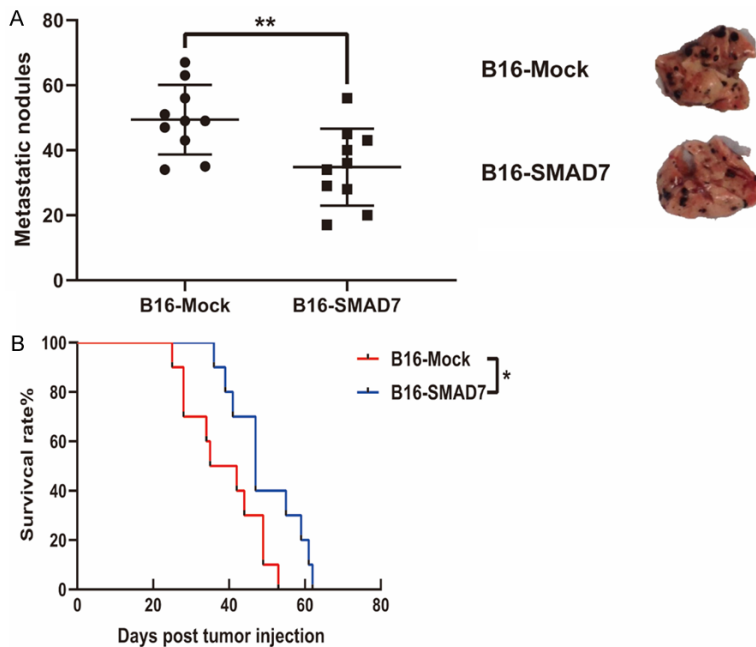 A
80
60
40
20
0
Metastatic nodules
**
B16-Mock
B16-SMAD7
B16-Mock
B16-SMAD7
B
100
80
60
40
20
0
Survivcal rate%
0 20 40 60 80
Days post tumor injection
B16-Mock
B16-SMAD7
*